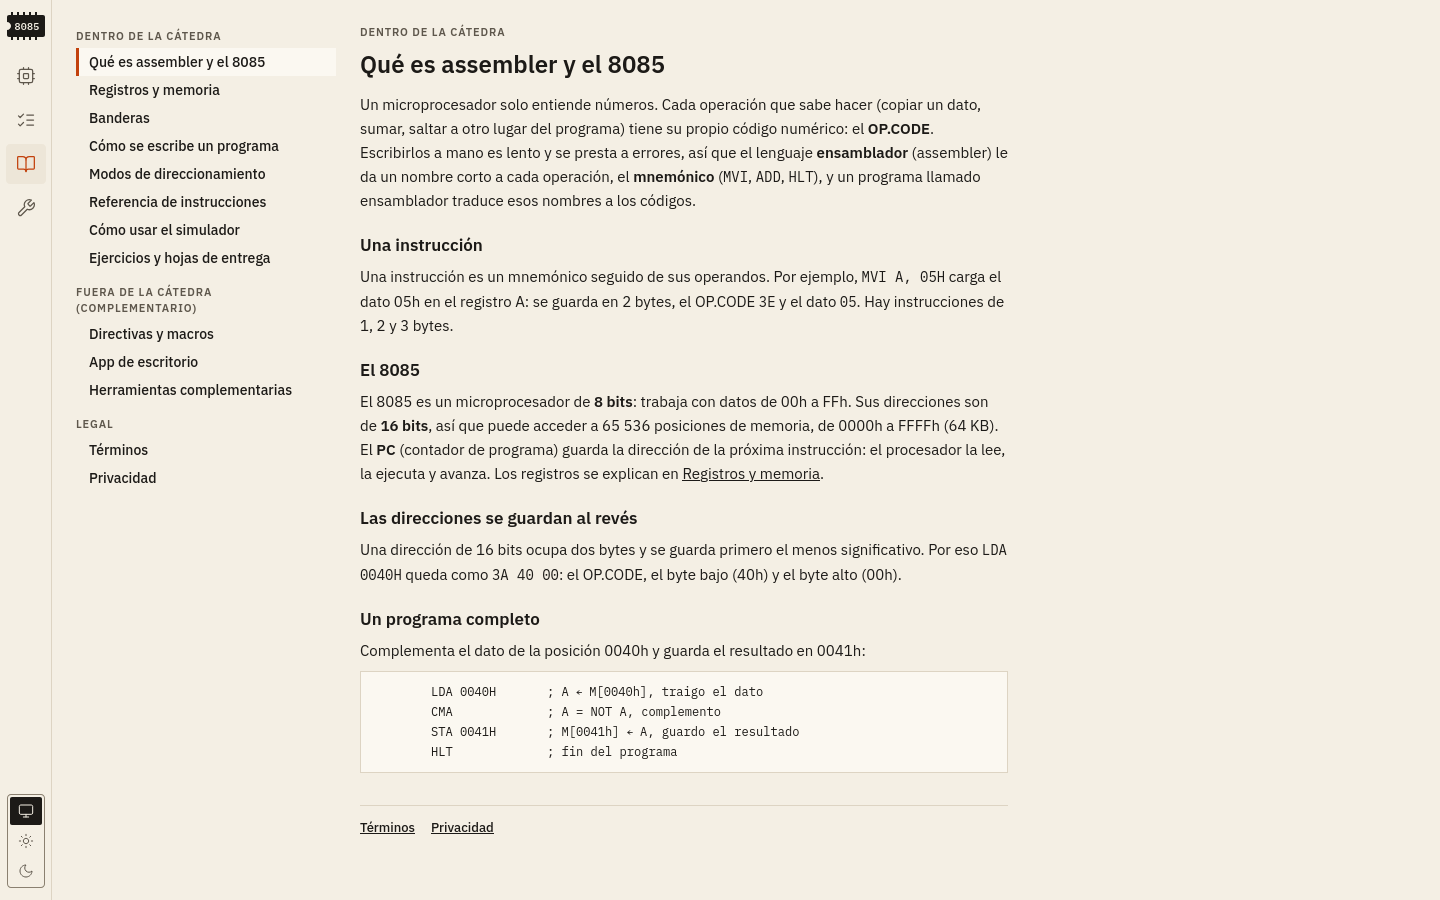 8085
DENTRO DE LA CÁTEDRA
Qué es assembler y el 8085
Registros y memoria
Banderas
Cómo se escribe un programa
Modos de direccionamiento
Referencia de instrucciones
Cómo usar el simulador
Ejercicios y hojas de entrega
FUERA DE LA CÁTEDRA
(COMPLEMENTARIO)
Directivas y macros
App de escritorio
Herramientas complementarias
LEGAL
Términos
Privacidad
DENTRO DE LA CÁTEDRA
Qué es assembler y el 8085
Un microprocesador solo entiende números. Cada operación que sabe hacer (copiar un dato,
sumar, saltar a otro lugar del programa) tiene su propio código numérico: el OP.CODE.
Escribirlos a mano es lento y se presta a errores, así que el lenguaje ensamblador (assembler) le
da un nombre corto a cada operación, el mnemónico (MVI, ADD, HLT), y un programa llamado
ensamblador traduce esos nombres a los códigos.
Una instrucción
Una instrucción es un mnemónico seguido de sus operandos. Por ejemplo, MVI A, 05H carga el
dato 05h en el registro A: se guarda en 2 bytes, el OP.CODE 3E y el dato 05. Hay instrucciones de
1, 2 y 3 bytes.
El 8085
El 8085 es un microprocesador de 8 bits: trabaja con datos de 00h a FFh. Sus direcciones son
de 16 bits, así que puede acceder a 65 536 posiciones de memoria, de 0000h a FFFFh (64 KB).
El PC (contador de programa) guarda la dirección de la próxima instrucción: el procesador la lee,
la ejecuta y avanza. Los registros se explican en Registros y memoria.
Las direcciones se guardan al revés
Una dirección de 16 bits ocupa dos bytes y se guarda primero el menos significativo. Por eso LDA
0040H queda como 3A 40 00: el OP.CODE, el byte bajo (40h) y el byte alto (00h).
Un programa completo
Complementa el dato de la posición 0040h y guarda el resultado en 0041h:
LDA 0040H ; A ← M[0040h], traigo el dato
CMA ; A = NOT A, complemento
STA 0041H ; M[0041h] ← A, guardo el resultado
HLT ; fin del programa
Términos Privacidad